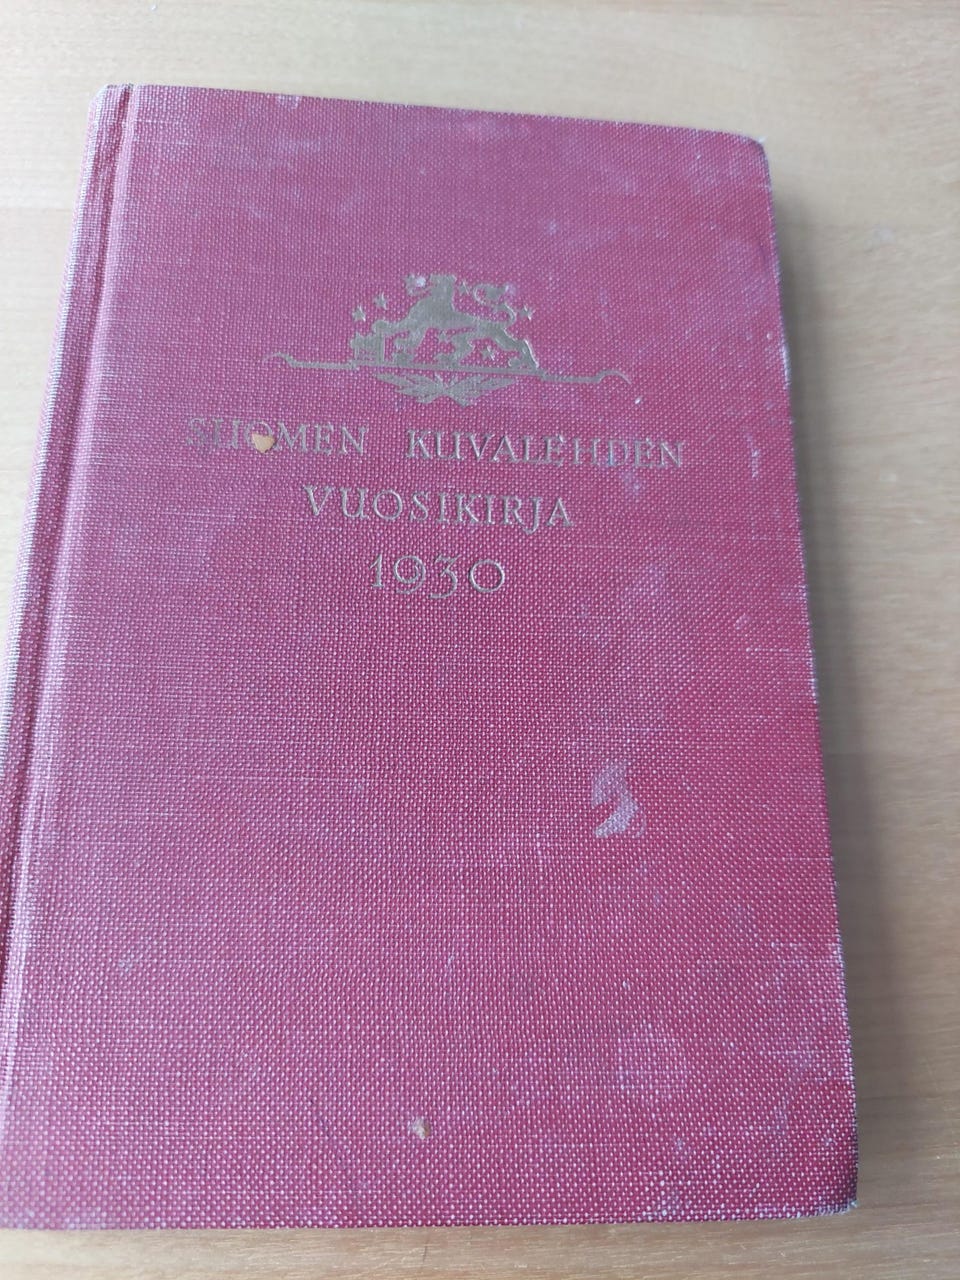 SUOMEN KUVALEHDEN
VUOSIKIRJA
1930